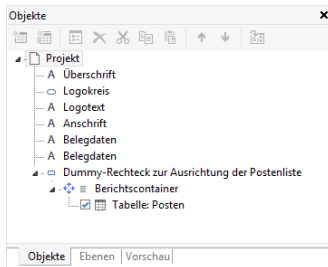 Objekte
Projekt
A Überschrift
Logokreis
A Logotext
A Anschrift
A Belegdaten
A Belegdaten
Dummy-Rechteck zur Ausrichtung der Postenliste
Berichtscontainer
Tabelle: Posten
Objekte Ebenen Vorschau